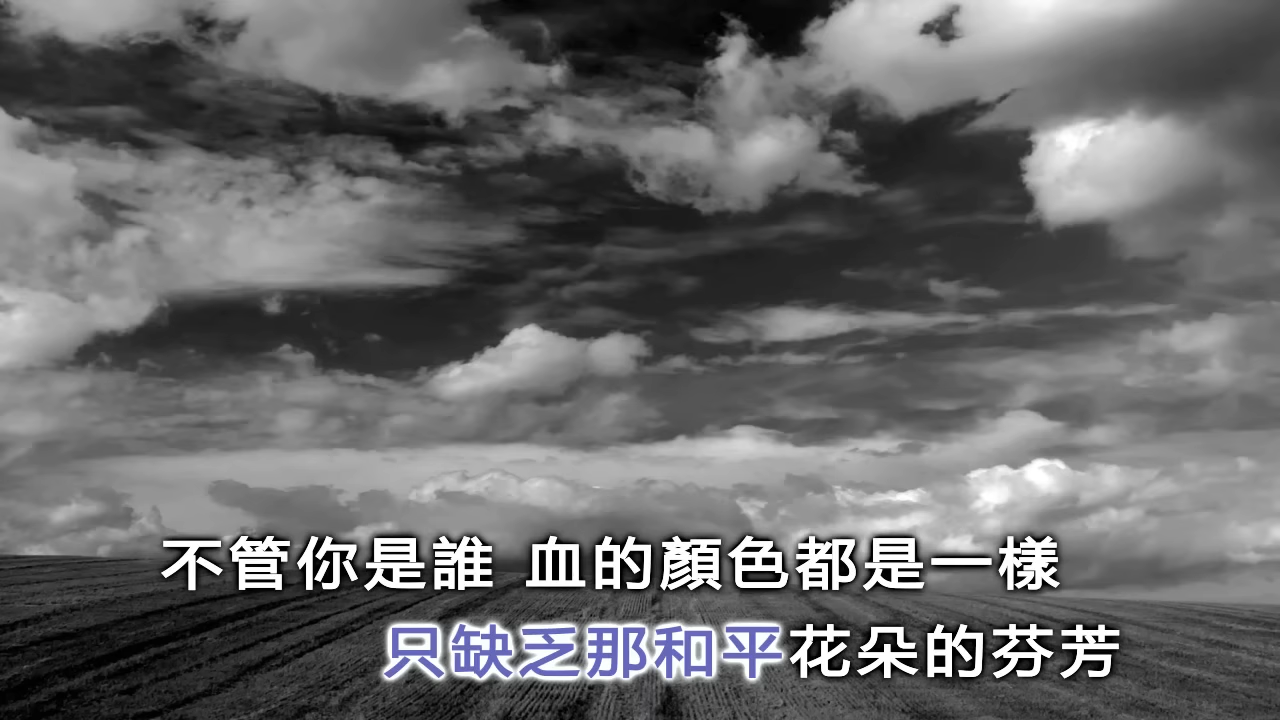 不管你是誰 血的顏色都是一樣
只缺乏那和平花朵的芬芳